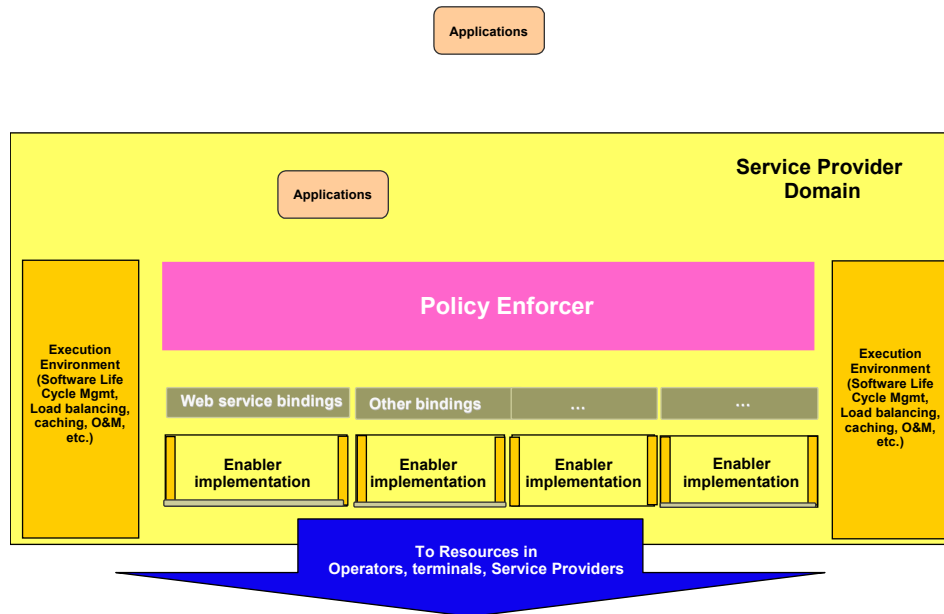 Applications
Service Provider
Domain
Applications
Policy Enforcer
Execution
Environment
(Software Life
Cycle Mgmt,
Load balancing,
caching, O&M,
etc.)
Execution
Environment
(Software Life
Cycle Mgmt,
Load balancing,
caching, O&M,
etc.)
Web service bindings
Other bindings
...
...
Enabler
implementation
Enabler
implementation
Enabler
implementation
Enabler
implementation
To Resources in
Operators, terminals, Service Providers